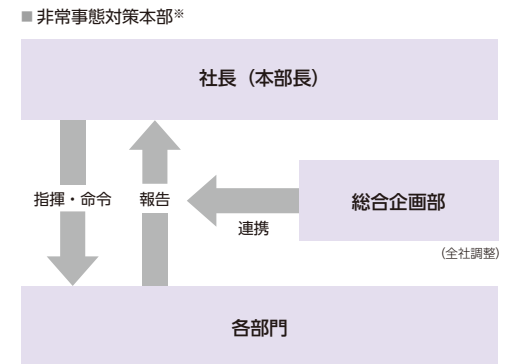 ■ 非常事態対策本部※
社長（本部長）
指揮・命令
報告
連携
総合企画部
（全社調整）
各部門